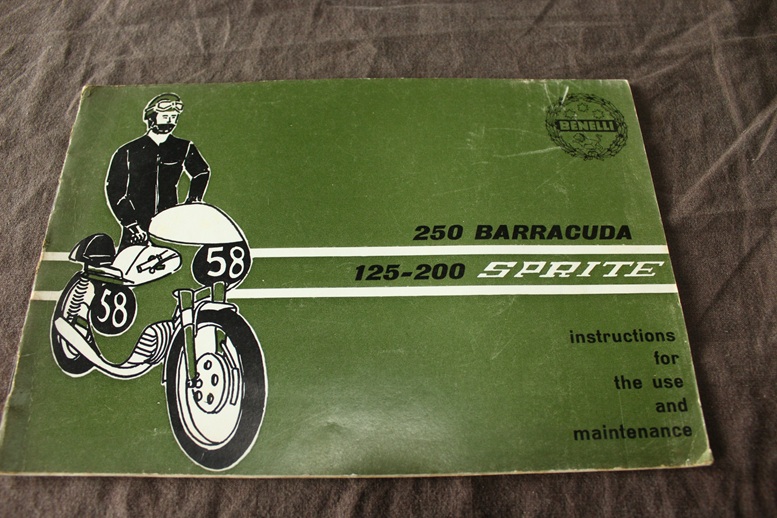 BENELLI
250 BARRACUDA
125-200 SPRITE
58
58
instructions
for
the use
and
maintenance